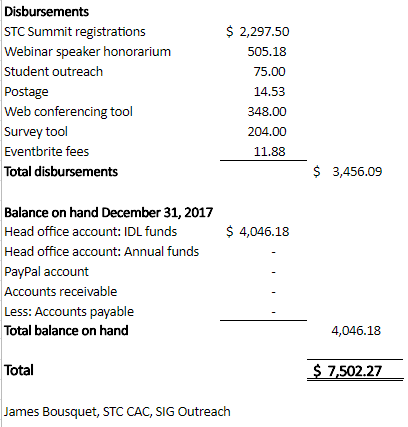 Disbursements
STC Summit registrations $ 2,297.50
Webinar speaker honorarium 505.18
Student outreach 75.00
Postage 14.53
Web conferencing tool 348.00
Survey tool 204.00
Eventbrite fees 11.88
Total disbursements $ 3,456.09
Balance on hand December 31, 2017
Head office account: IDL funds $ 4,046.18
Head office account: Annual funds -
PayPal account -
Accounts receivable -
Less: Accounts payable -
Total balance on hand 4,046.18
Total $ 7,502.27
James Bousquet, STC CAC, SIG Outreach